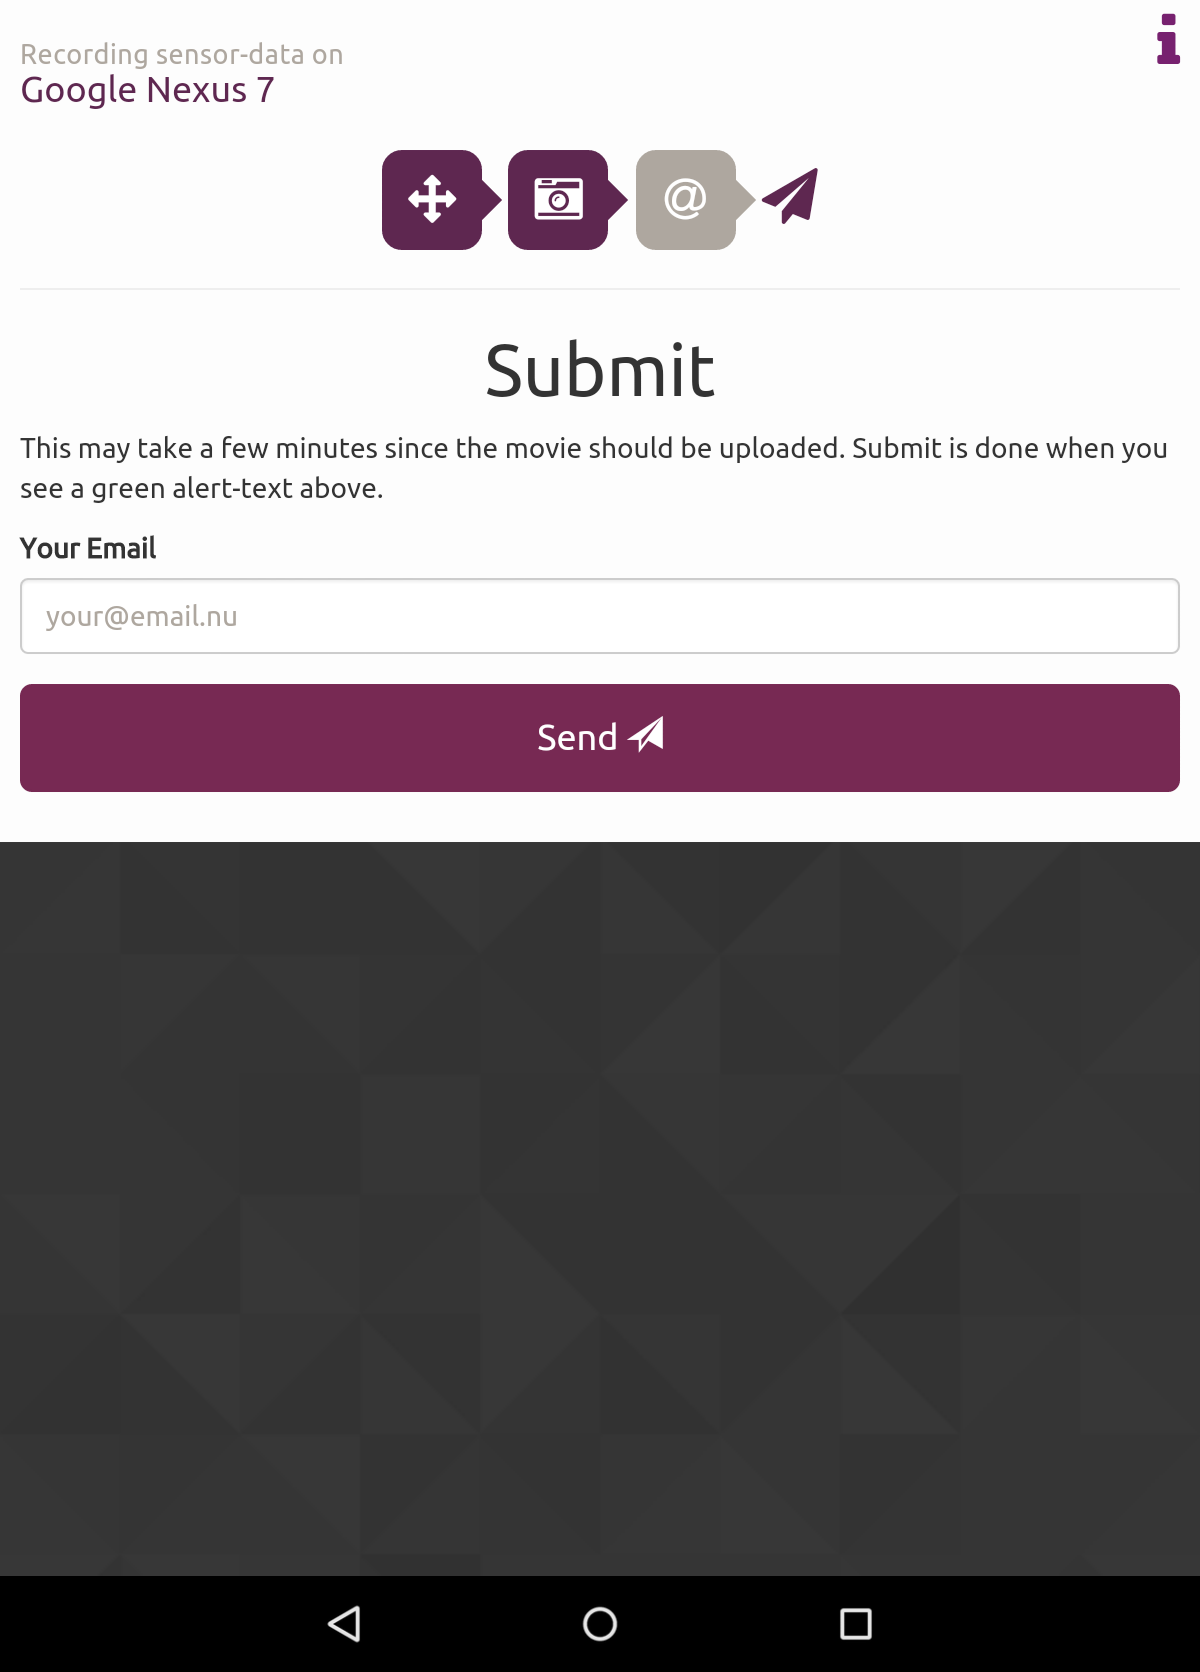 Recording sensor-data on
Google Nexus 7
@
Submit
This may take a few minutes since the movie should be uploaded. Submit is done when you
see a green alert-text above.
Your Email
your@email.nu
Send